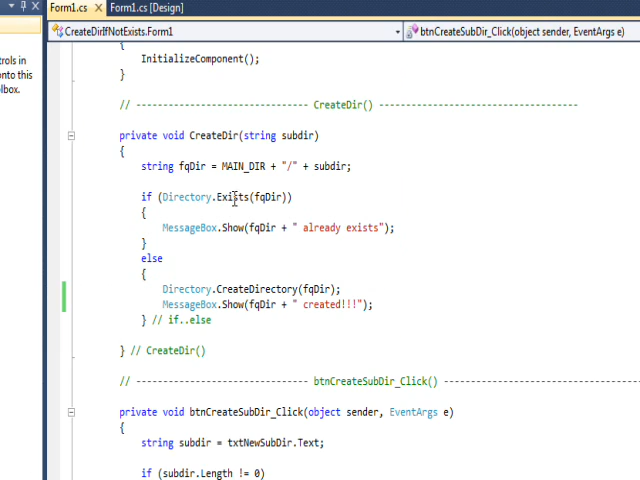 Form1.cs
Form1.cs [Design]
CreateDirIfNotExists.Form1
btnCreateSubDir_Click(object sender, EventArgs e)
rols in
onto this
lbox.
{
InitializeComponent();
}
// -------------------------------- CreateDir() -------------------------------------
private void CreateDir(string subdir)
{
string fqDir = MAIN_DIR + "/" + subdir;
if (Directory.Exists(fqDir))
{
MessageBox.Show(fqDir + " already exists");
}
else
{
Directory.CreateDirectory(fqDir);
MessageBox.Show(fqDir + " created!!!");
} // if..else
} // CreateDir()
// -------------------------------- btnCreateSubDir_Click() ------------------------------------
private void btnCreateSubDir_Click(object sender, EventArgs e)
{
string subdir = txtNewSubDir.Text;
if (subdir.Length != 0)